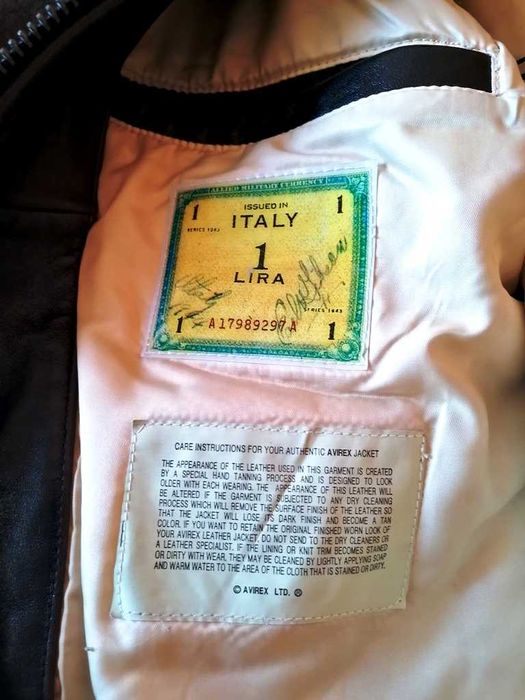 ALLIED MILITARY CURRENCY
1 ISSUED IN 1
ITALY
SERIES 1943
1
LIRA
SERIES 1943
1 A17989297A 1
CARE INSTRUCTIONS FOR YOUR AUTHENTIC AVIREX JACKET
THE APPEARANCE OF THE LEATHER USED IN THIS GARMENT IS CREATED
BY A SPECIAL HAND TANNING PROCESS AND IS DESIGNED TO LOOK
OLDER WITH EACH WEARING. THE APPEARANCE OF THIS LEATHER WILL
BE ALTERED IF THE GARMENT IS SUBJECTED TO ANY DRY CLEANING
PROCESS WHICH WILL REMOVE THE SURFACE FINISH OF THE LEATHER SO
THAT THE JACKET WILL LOSE ITS DARK FINISH AND BECOME A TAN
COLOR. IF YOU WANT TO RETAIN THE ORIGINAL FINISHED WORN LOOK OF
YOUR AVIREX LEATHER JACKET, DO NOT SEND TO THE DRY CLEANERS OR
A LEATHER SPECIALIST. IF THE LINING OR KNIT TRIM BECOMES STAINED
OR DIRTY WITH WEAR, THEY MAY BE CLEANED BY LIGHTLY APPLYING SOAP
AND WARM WATER TO THE AREA OF THE CLOTH THAT IS STAINED OR DIRTY.
© AVIREX LTD. ®